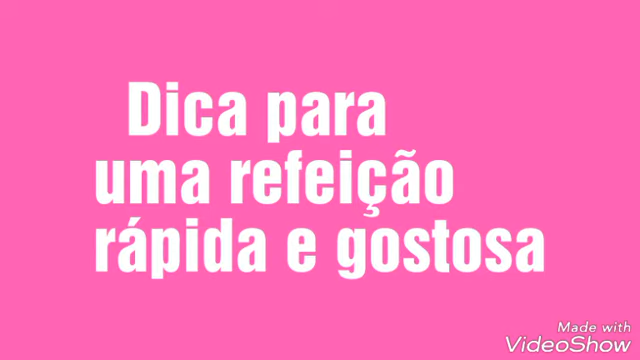 Dica para
uma refeição
rápida e gostosa
Made with
VideoShow